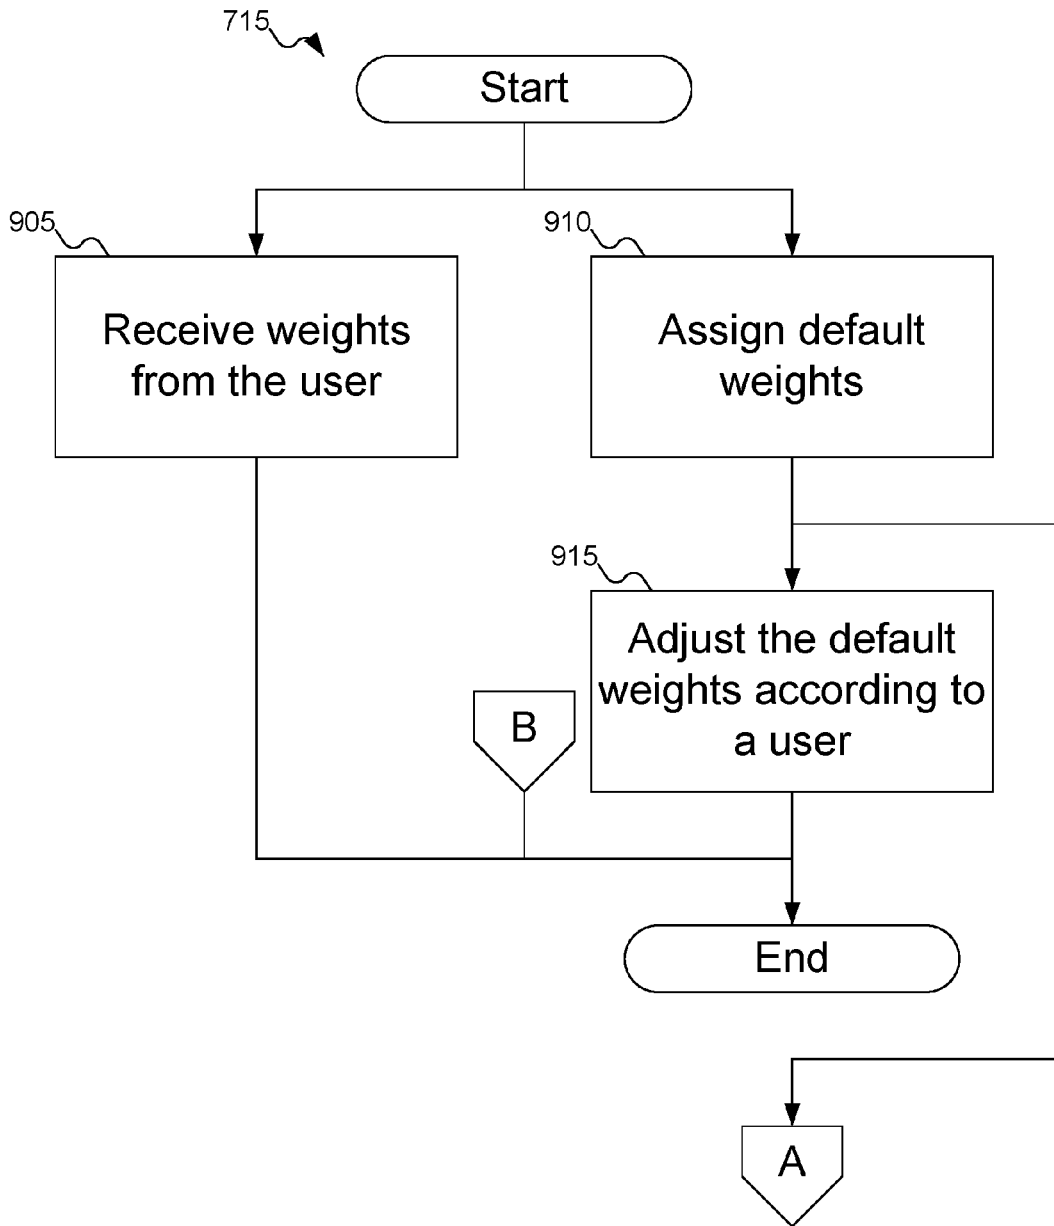 715
Start
905
910
Receive weights
from the user
Assign default
weights
915
Adjust the default
weights according to
a user
B
End
A